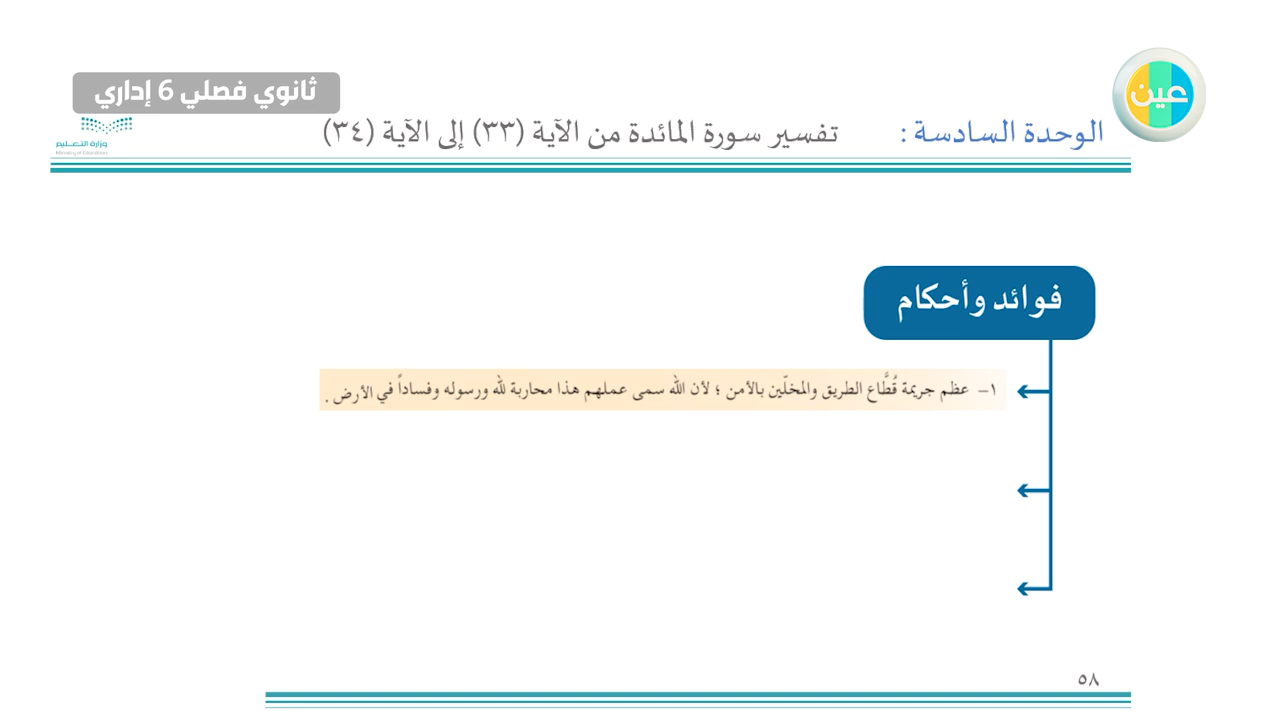 ثانوي فصلي 6 إداري
عين
وزارة التعليم
Ministry of Education
الوحدة السادسة : تفسير سورة المائدة من الآية (٣٣) إلى الآية (٣٤)
فوائد وأحكام
١- عظم جريمة قُطَّاع الطريق والمخلّين بالأمن ؛ لأن الله سمى عملهم هذا محاربة لله ورسوله وفساداً في الأرض .
٥٨